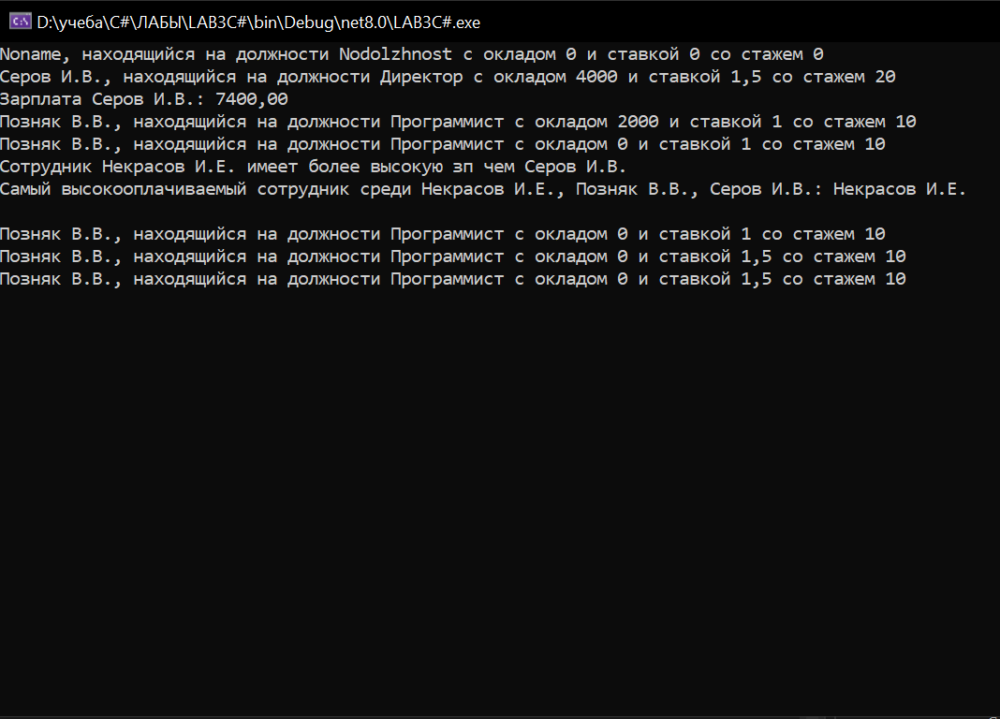 D:\учеба\C#\ЛАБЫ\LAB3C#\bin\Debug\net8.0\LAB3C#.exe
Noname, находящийся на должности Nodolzhnost с окладом 0 и ставкой 0 со стажем 0
Серов И.В., находящийся на должности Директор с окладом 4000 и ставкой 1,5 со стажем 20
Зарплата Серов И.В.: 7400,00
Позняк В.В., находящийся на должности Программист с окладом 2000 и ставкой 1 со стажем 10
Позняк В.В., находящийся на должности Программист с окладом 0 и ставкой 1 со стажем 10
Сотрудник Некрасов И.Е. имеет более высокую зп чем Серов И.В.
Самый высокооплачиваемый сотрудник среди Некрасов И.Е., Позняк В.В., Серов И.В.: Некрасов И.Е.
Позняк В.В., находящийся на должности Программист с окладом 0 и ставкой 1 со стажем 10
Позняк В.В., находящийся на должности Программист с окладом 0 и ставкой 1,5 со стажем 10
Позняк В.В., находящийся на должности Программист с окладом 0 и ставкой 1,5 со стажем 10